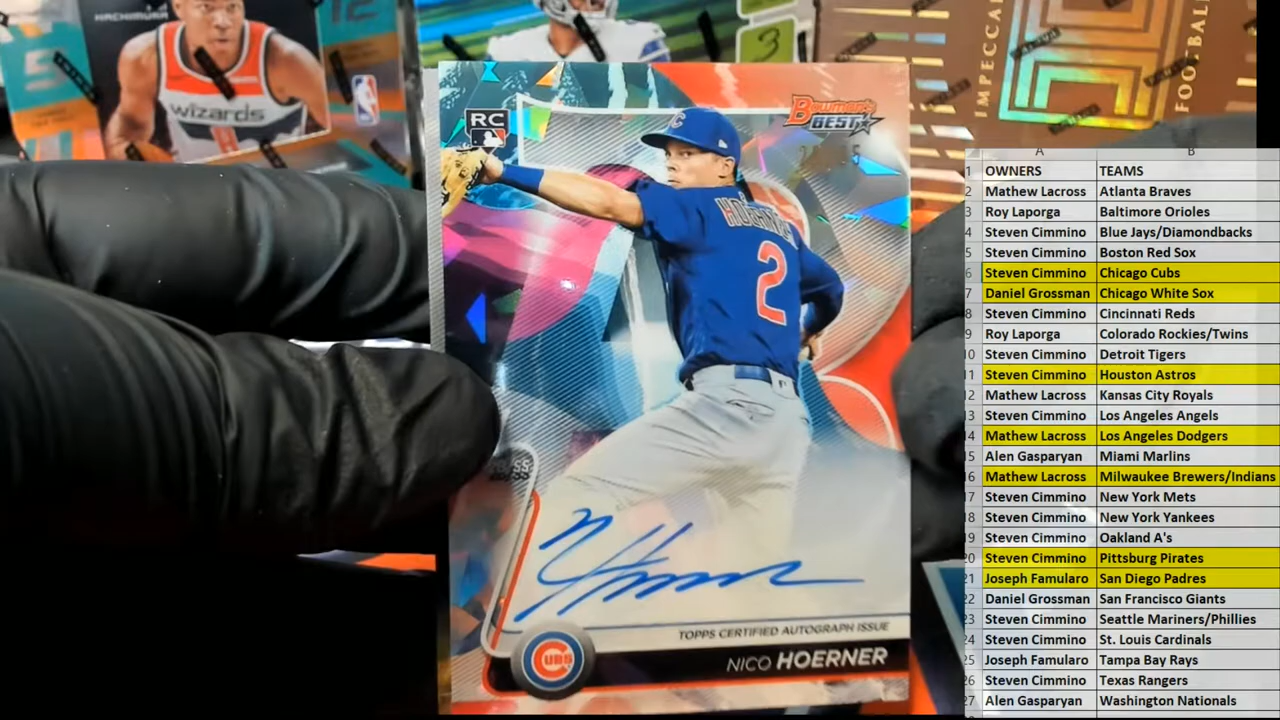 HACHIMURA
12
5
wizards
11
3
IMPECCABLE
FOOTBALL
RC
Bowman's
BEST
C
HOERNER
2
TOPPS CERTIFIED AUTOGRAPH ISSUE
CUBS
NICO HOERNER
A B
1 OWNERS TEAMS
2 Mathew Lacross Atlanta Braves
3 Roy Laporga Baltimore Orioles
4 Steven Cimmino Blue Jays/Diamondbacks
5 Steven Cimmino Boston Red Sox
6 Steven Cimmino Chicago Cubs
7 Daniel Grossman Chicago White Sox
8 Steven Cimmino Cincinnati Reds
9 Roy Laporga Colorado Rockies/Twins
10 Steven Cimmino Detroit Tigers
11 Steven Cimmino Houston Astros
12 Mathew Lacross Kansas City Royals
13 Steven Cimmino Los Angeles Angels
14 Mathew Lacross Los Angeles Dodgers
15 Alen Gasparyan Miami Marlins
16 Mathew Lacross Milwaukee Brewers/Indians
17 Steven Cimmino New York Mets
18 Steven Cimmino New York Yankees
19 Steven Cimmino Oakland A's
20 Steven Cimmino Pittsburg Pirates
21 Joseph Famularo San Diego Padres
22 Daniel Grossman San Francisco Giants
23 Steven Cimmino Seattle Mariners/Phillies
24 Steven Cimmino St. Louis Cardinals
25 Joseph Famularo Tampa Bay Rays
26 Steven Cimmino Texas Rangers
27 Alen Gasparyan Washington Nationals